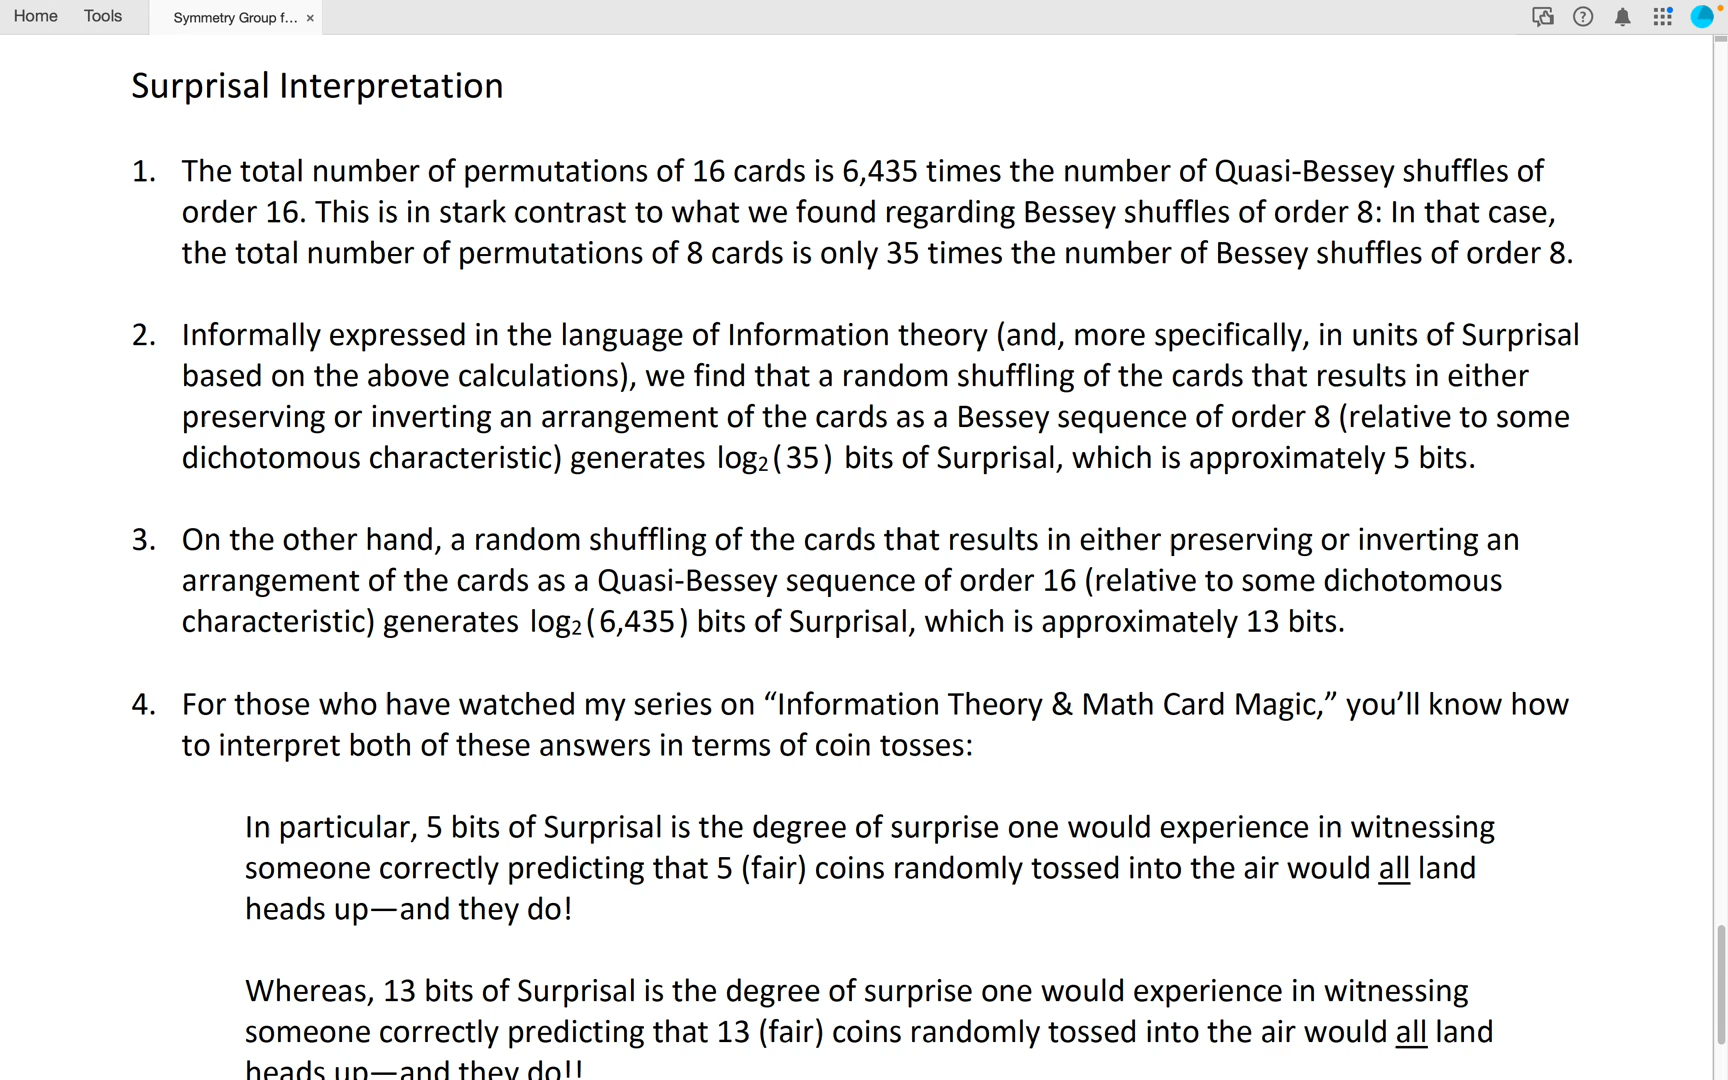 Home Tools Symmetry Group f... ×
Surprisal Interpretation
1. The total number of permutations of 16 cards is 6,435 times the number of Quasi-Bessey shuffles of
order 16. This is in stark contrast to what we found regarding Bessey shuffles of order 8: In that case,
the total number of permutations of 8 cards is only 35 times the number of Bessey shuffles of order 8.
2. Informally expressed in the language of Information theory (and, more specifically, in units of Surprisal
based on the above calculations), we find that a random shuffling of the cards that results in either
preserving or inverting an arrangement of the cards as a Bessey sequence of order 8 (relative to some
dichotomous characteristic) generates log₂(35) bits of Surprisal, which is approximately 5 bits.
3. On the other hand, a random shuffling of the cards that results in either preserving or inverting an
arrangement of the cards as a Quasi-Bessey sequence of order 16 (relative to some dichotomous
characteristic) generates log₂(6,435) bits of Surprisal, which is approximately 13 bits.
4. For those who have watched my series on “Information Theory & Math Card Magic,” you’ll know how
to interpret both of these answers in terms of coin tosses:
In particular, 5 bits of Surprisal is the degree of surprise one would experience in witnessing
someone correctly predicting that 5 (fair) coins randomly tossed into the air would all land
heads up—and they do!
Whereas, 13 bits of Surprisal is the degree of surprise one would experience in witnessing
someone correctly predicting that 13 (fair) coins randomly tossed into the air would all land
heads up—and they do!!